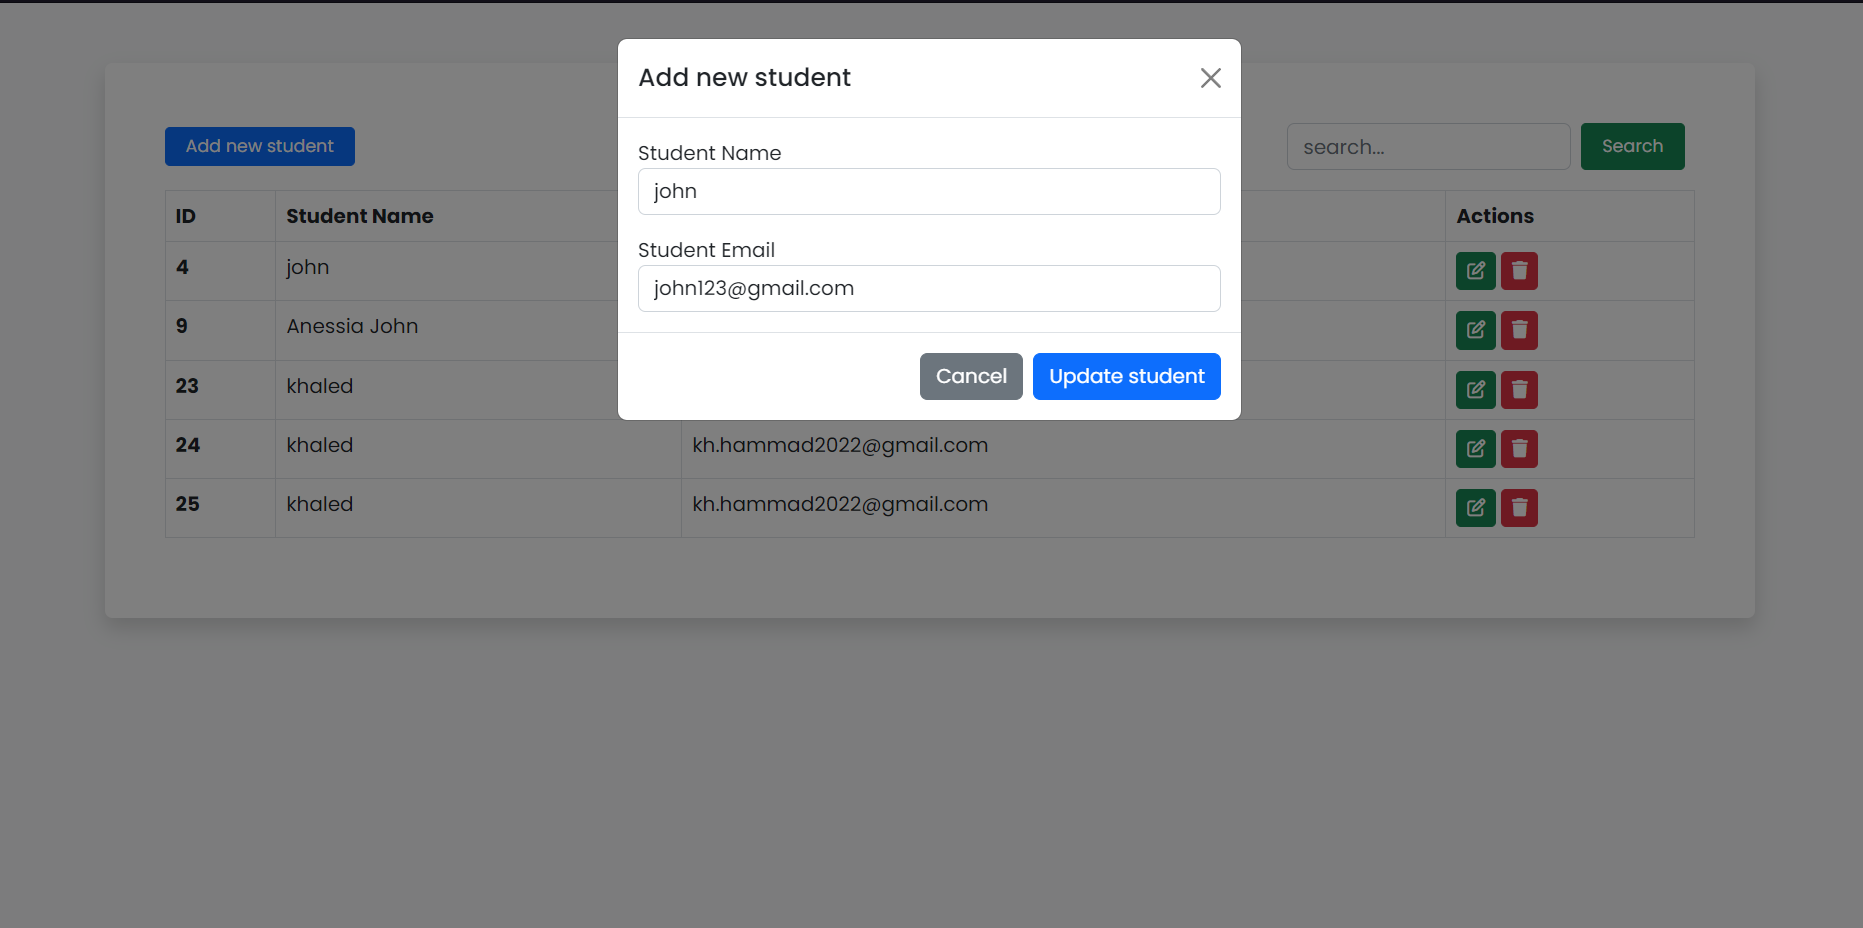 Add new student
Student Name
john
Student Email
john123@gmail.com
Cancel Update student
Add new student
search... Search
ID Student Name Actions
4 john
9 Anessia John
23 khaled
24 khaled kh.hammad2022@gmail.com
25 khaled kh.hammad2022@gmail.com